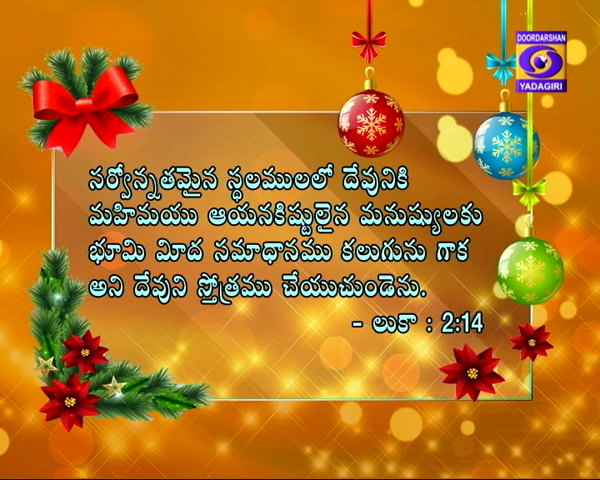 DOORDARSHAN
YADAGIRI
సర్వోన్నతమైన స్థలములలో దేవునికి
మహిమయు ఆయనకిష్టులైన మనుష్యులకు
భూమి మీద సమాధానము కలుగును గాక
అని దేవుని స్తోత్రము చేయుచుండెను.
- లుకా : 2:14